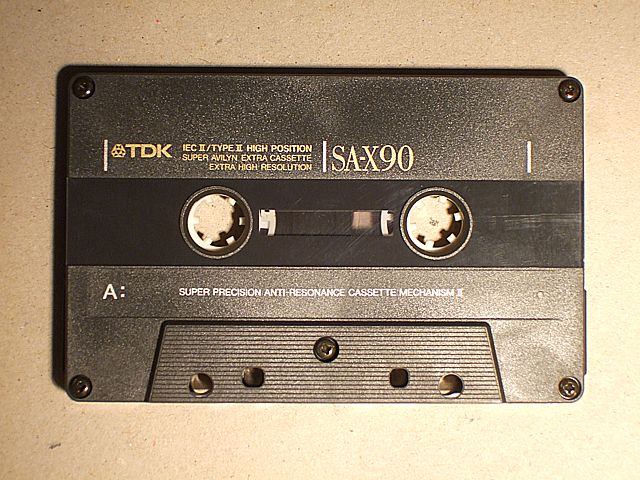 TDK
IEC II/TYPE II HIGH POSITION
SUPER AVILYN EXTRA CASSETTE
EXTRA HIGH RESOLUTION
SA-X90
A:
SUPER PRECISION ANTI-RESONANCE CASSETTE MECHANISM II